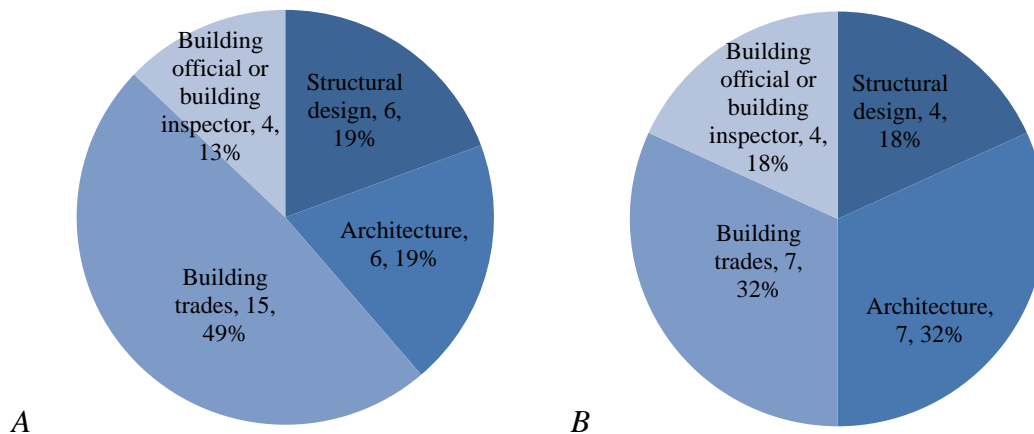 Building
official or
building
inspector, 4,
13%
Structural
design, 6,
19%
Architecture,
6, 19%
Building
trades, 15,
49%
A
Building
official or
building
inspector, 4,
18%
Structural
design, 4,
18%
Building
trades, 7,
32%
Architecture,
7, 32%
B